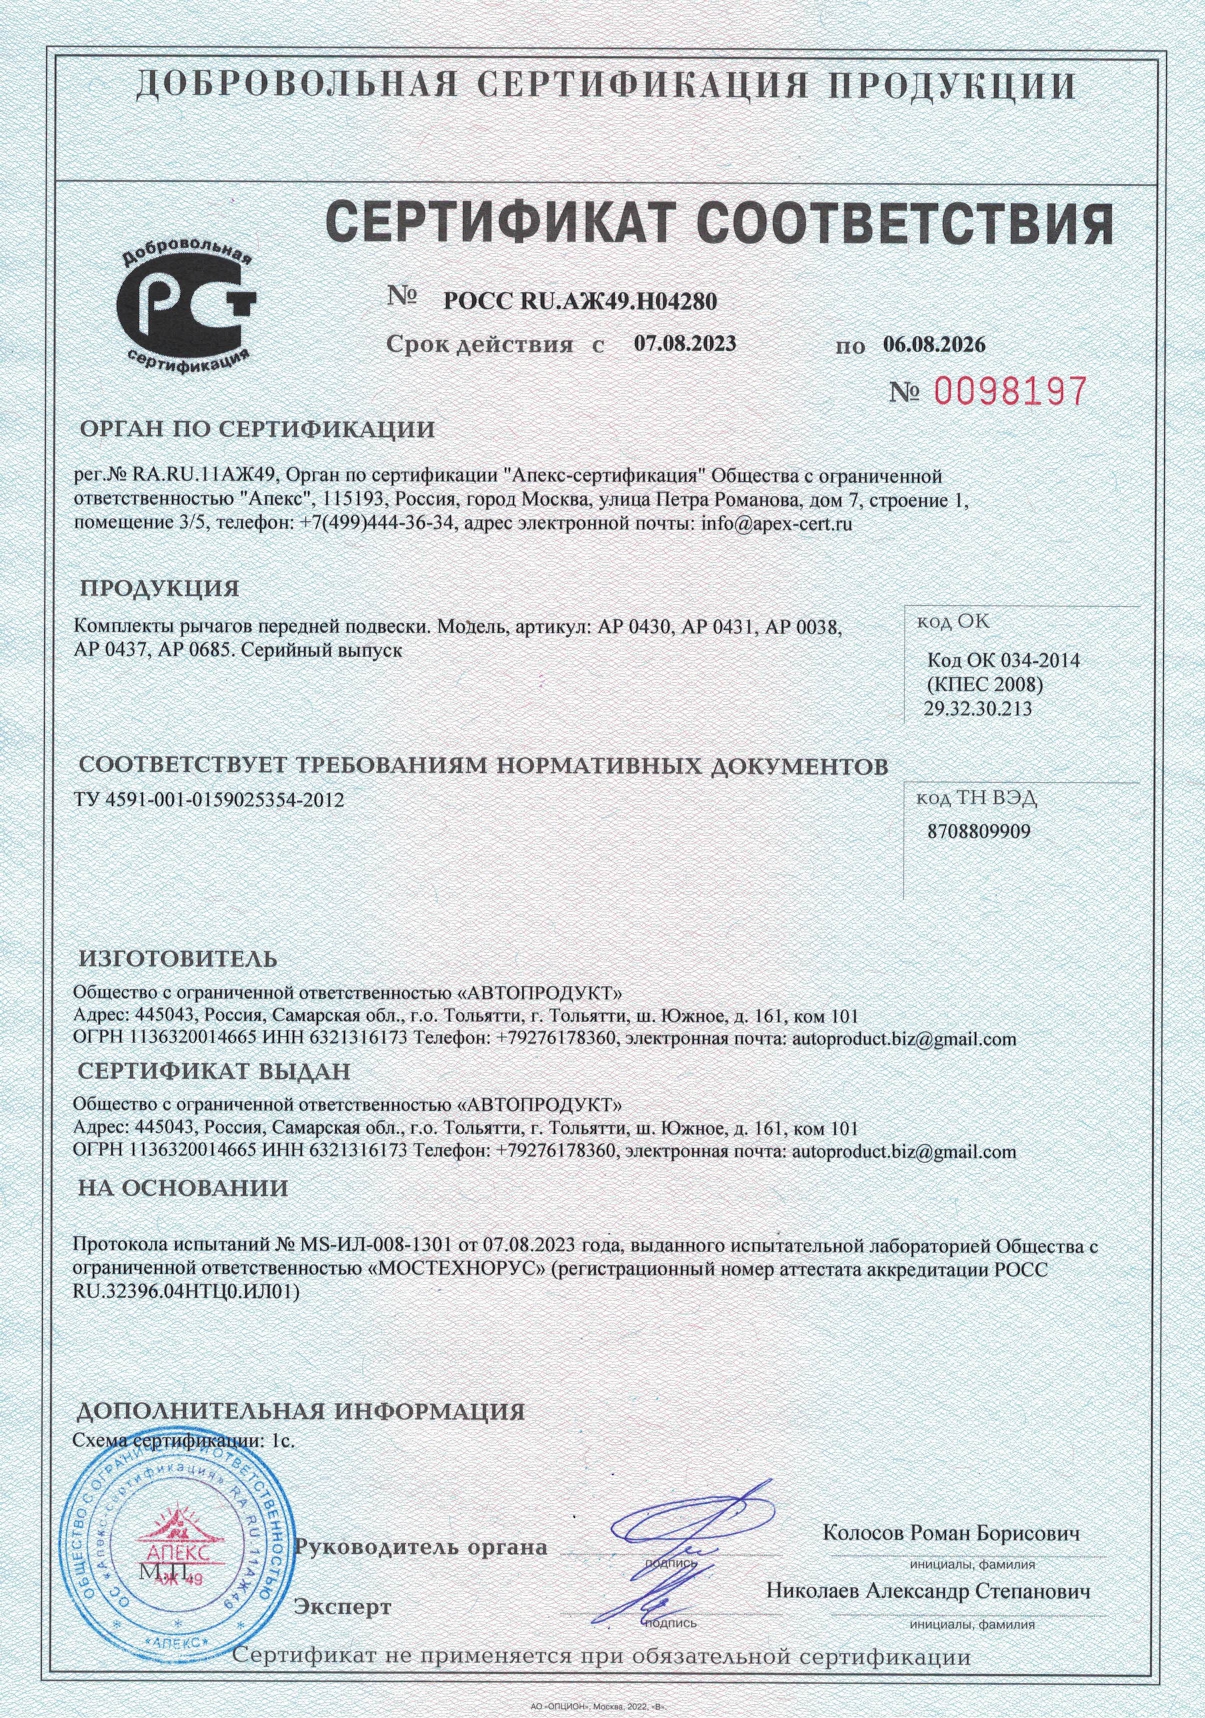 ДОБРОВОЛЬНАЯ СЕРТИФИКАЦИЯ ПРОДУКЦИИ
СЕРТИФИКАТ СООТВЕТСТВИЯ
Добровольная
РСТ
сертификация
№ РОСС RU.АЖ49.Н04280
Срок действия с 07.08.2023 по 06.08.2026
№ 0098197
ОРГАН ПО СЕРТИФИКАЦИИ
рег.№ RA.RU.11АЖ49, Орган по сертификации "Апекс-сертификация" Общества с ограниченной
ответственностью "Апекс", 115193, Россия, город Москва, улица Петра Романова, дом 7, строение 1,
помещение 3/5, телефон: +7(499)444-36-34, адрес электронной почты: info@apex-cert.ru
ПРОДУКЦИЯ
Комплекты рычагов передней подвески. Модель, артикул: АР 0430, АР 0431, АР 0038,
АР 0437, АР 0685. Серийный выпуск
код ОК
Код ОК 034-2014
(КПЕС 2008)
29.32.30.213
СООТВЕТСТВУЕТ ТРЕБОВАНИЯМ НОРМАТИВНЫХ ДОКУМЕНТОВ
ТУ 4591-001-0159025354-2012
код ТН ВЭД
8708809909
ИЗГОТОВИТЕЛЬ
Общество с ограниченной ответственностью «АВТОПРОДУКТ»
Адрес: 445043, Россия, Самарская обл., г.о. Тольятти, г. Тольятти, ш. Южное, д. 161, ком 101
ОГРН 1136320014665 ИНН 6321316173 Телефон: +79276178360, электронная почта: autoproduct.biz@gmail.com
СЕРТИФИКАТ ВЫДАН
Общество с ограниченной ответственностью «АВТОПРОДУКТ»
Адрес: 445043, Россия, Самарская обл., г.о. Тольятти, г. Тольятти, ш. Южное, д. 161, ком 101
ОГРН 1136320014665 ИНН 6321316173 Телефон: +79276178360, электронная почта: autoproduct.biz@gmail.com
НА ОСНОВАНИИ
Протокола испытаний № MS-ИЛ-008-1301 от 07.08.2023 года, выданного испытательной лабораторией Общества с
ограниченной ответственностью «МОСТЕХНОРУС» (регистрационный номер аттестата аккредитации РОСС
RU.32396.04НТЦ0.ИЛ01)
ДОПОЛНИТЕЛЬНАЯ ИНФОРМАЦИЯ
Схема сертификации: 1с.
ОБЩЕСТВО С ОГРАНИЧЕННОЙ ОТВЕТСТВЕННОСТЬЮ
«АПЕКС»
ОС «Апекс-сертификация» RA RU 11АЖ49
АПЕКС
АЖ 49
М.П.
Руководитель органа
подпись
Колосов Роман Борисович
инициалы, фамилия
Эксперт
подпись
Николаев Александр Степанович
инициалы, фамилия
Сертификат не применяется при обязательной сертификации
АО «ОПЦИОН», Москва, 2022, «В».